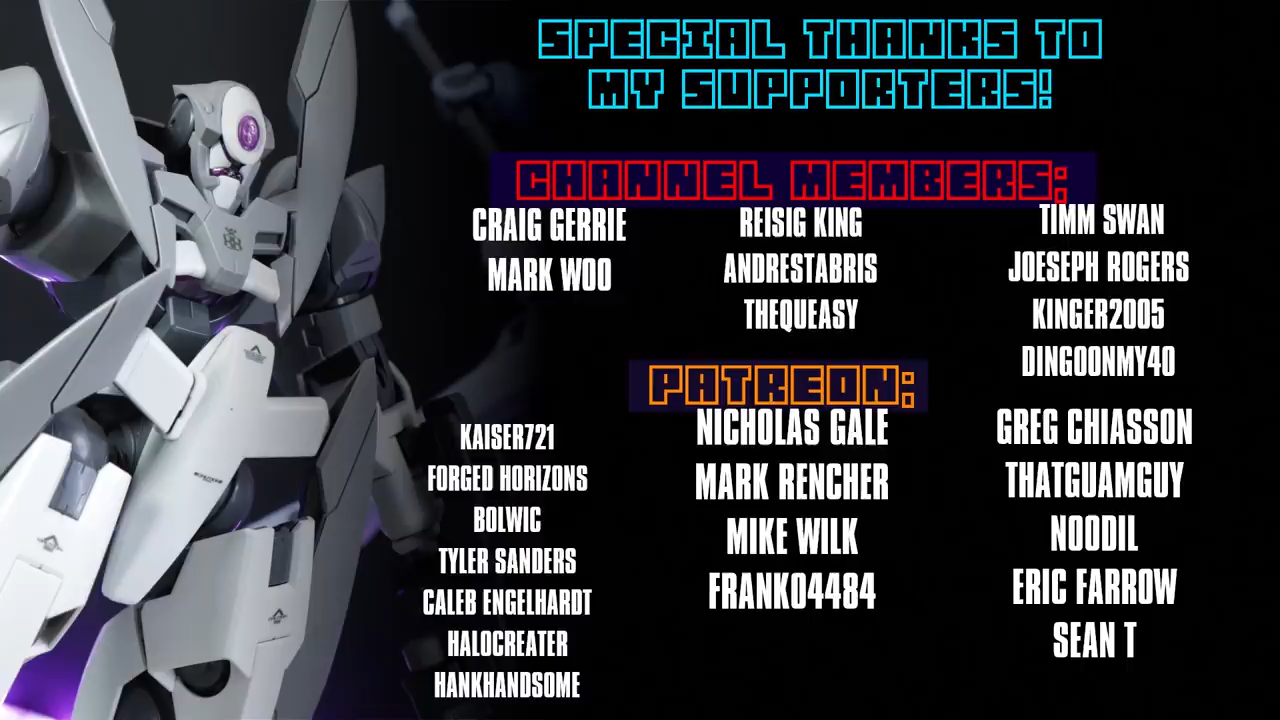 SPECIAL THANKS TO
MY SUPPORTERS!
CHANNEL MEMBERS:
CRAIG GERRIE
MARK WOO
REISIG KING
ANDRESTABRIS
THEQUEASY
TIMM SWAN
JOESEPH ROGERS
KINGER2005
DINGOONMY40
PATREON:
KAISER721
FORGED HORIZONS
BOLWIC
TYLER SANDERS
CALEB ENGELHARDT
HALOCREATER
HANKHANDSOME
NICHOLAS GALE
MARK RENCHER
MIKE WILK
FRANK04484
GREG CHIASSON
THATGUAMGUY
NOODIL
ERIC FARROW
SEAN T